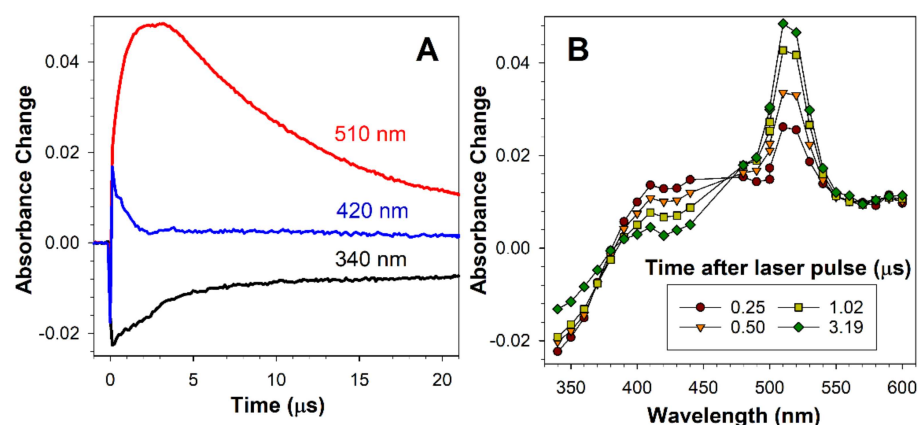 A
Absorbance Change
0.04
0.02
0.00
-0.02
510 nm
420 nm
340 nm
0
5
10
15
20
Time (μs)
B
Absorbance Change
0.04
0.02
0.00
-0.02
Time after laser pulse (μs)
0.25 1.02
0.50 3.19
350
400
450
500
550
600
Wavelength (nm)